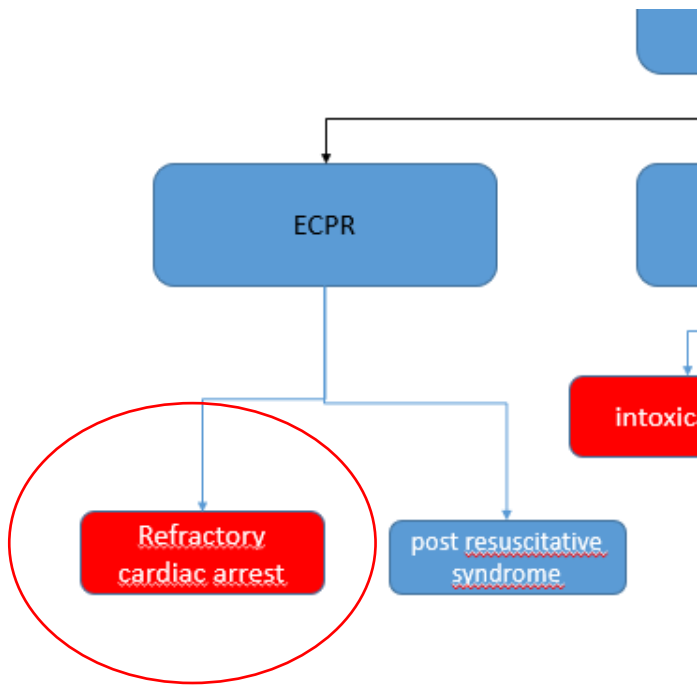 ECPR
Refractory
cardiac arrest
post resuscitative
syndrome